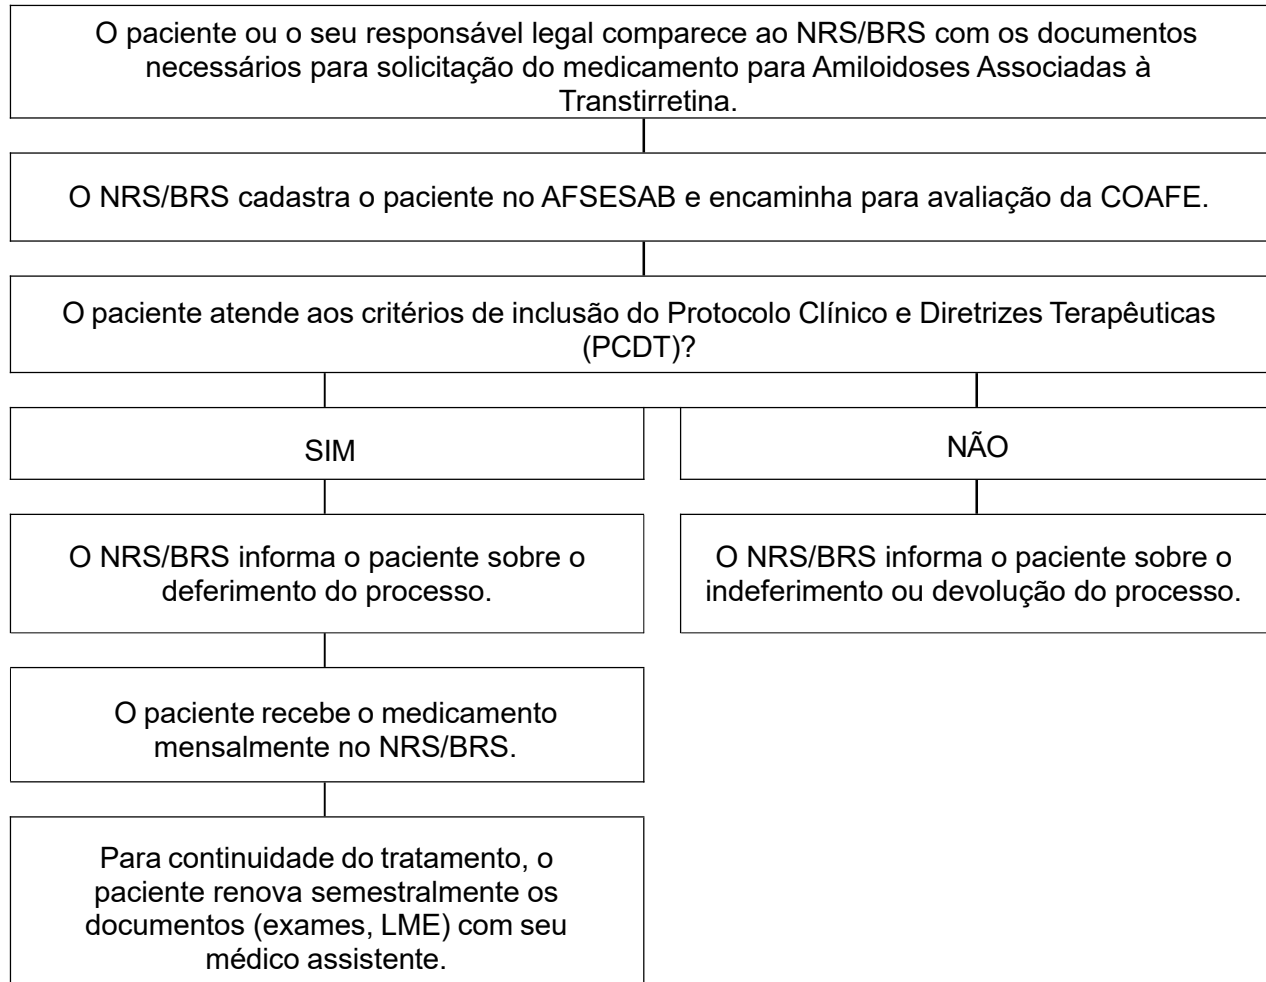 O paciente ou o seu responsável legal comparece ao NRS/BRS com os documentos
necessários para solicitação do medicamento para Amiloidoses Associadas à
Transtirretina.
O NRS/BRS cadastra o paciente no AFSESAB e encaminha para avaliação da COAFE.
O paciente atende aos critérios de inclusão do Protocolo Clínico e Diretrizes Terapêuticas
(PCDT)?
SIM
NÃO
O NRS/BRS informa o paciente sobre o
deferimento do processo.
O NRS/BRS informa o paciente sobre o
indeferimento ou devolução do processo.
O paciente recebe o medicamento
mensalmente no NRS/BRS.
Para continuidade do tratamento, o
paciente renova semestralmente os
documentos (exames, LME) com seu
médico assistente.